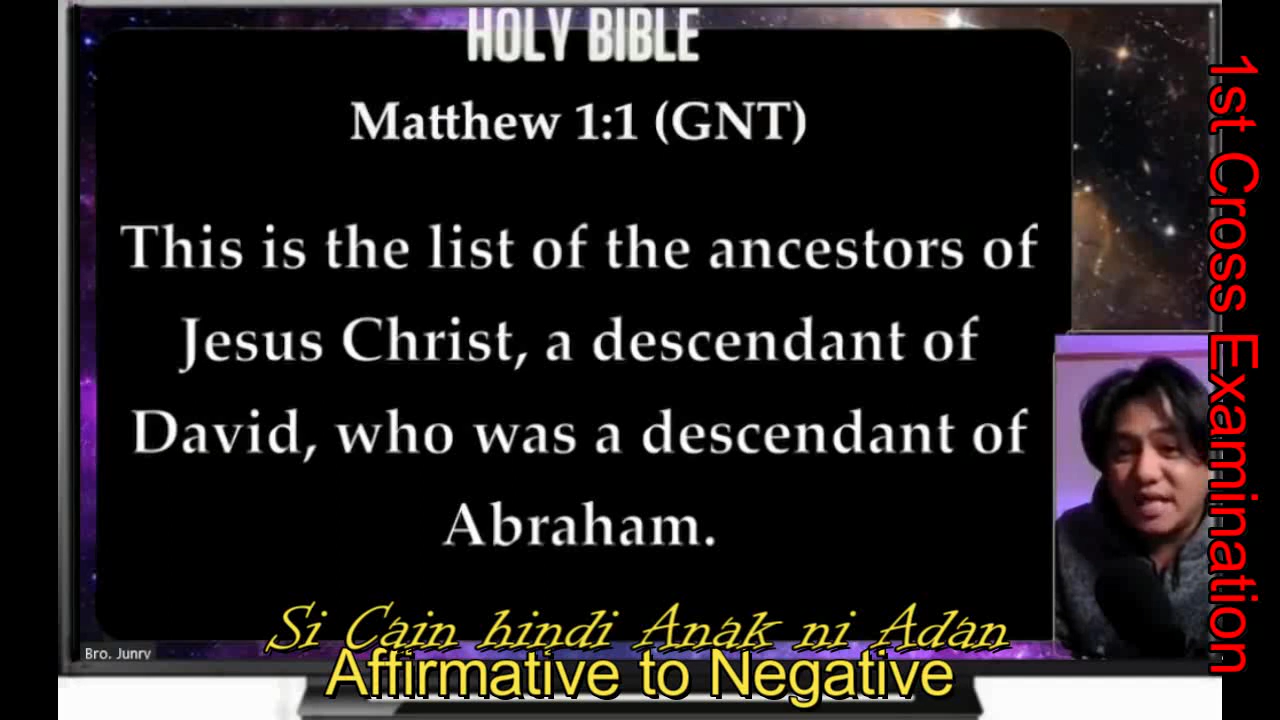 HOLY BIBLE
Matthew 1:1 (GNT)
This is the list of the ancestors of
Jesus Christ, a descendant of
David, who was a descendant of
Abraham.
Si Cain hindi Anak ni Adan
Bro. Junry
Affirmative to Negative
1st Cross Examination